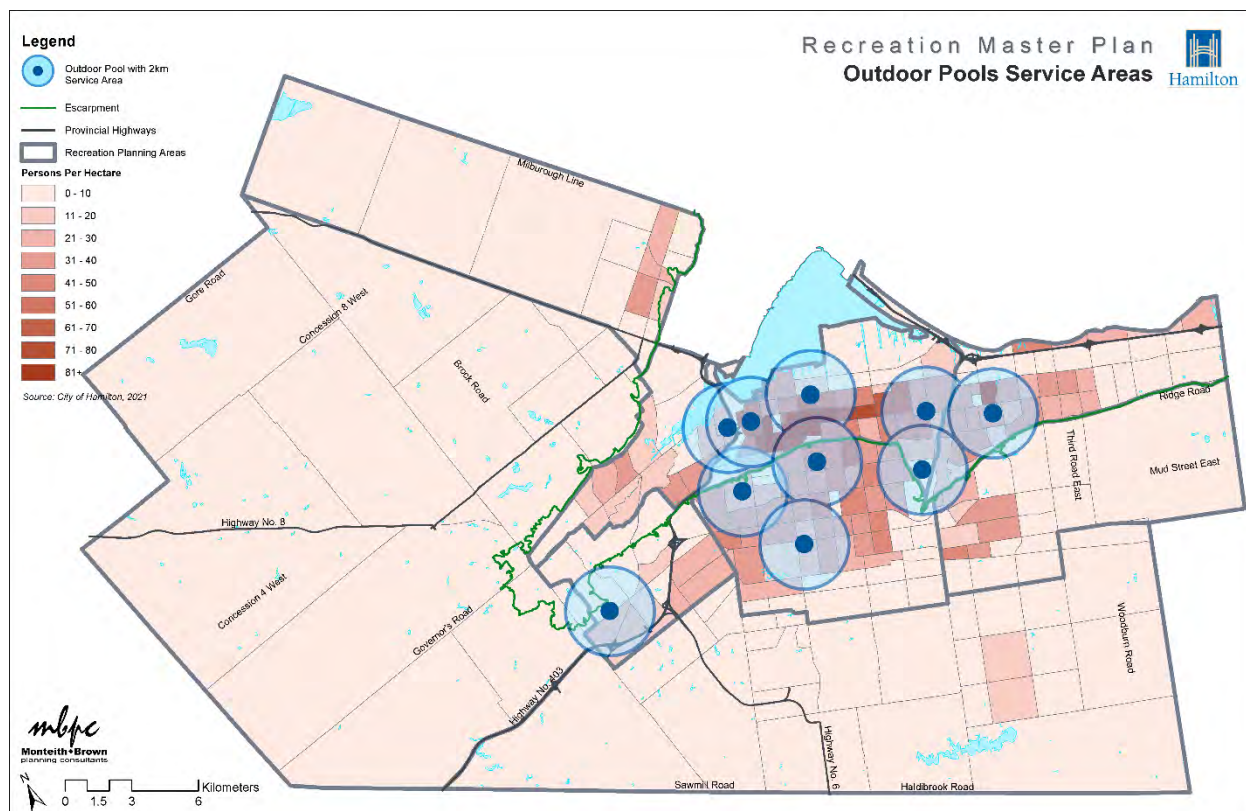 Legend
Outdoor Pool with 2km
Service Area
Escarpment
Provincial Highways
Recreation Planning Areas
Persons Per Hectare
0 - 10
11 - 20
21 - 30
31 - 40
41 - 50
51 - 60
61 - 70
71 - 80
81+
Source: City of Hamilton, 2021
Recreation Master Plan
Outdoor Pools Service Areas
Hamilton
Milburough Line
Gore Road
Concession 8 West
Brock Road
Highway No. 8
Concession 4 West
Governor's Road
Highway No. 403
Ridge Road
Third Road East
Mud Street East
Woodburn Road
Highway No. 6
Sawmill Road
Haldibrook Road
mbpc
Monteith•Brown
planning consultants
N
Kilometers
0 1.5 3 6